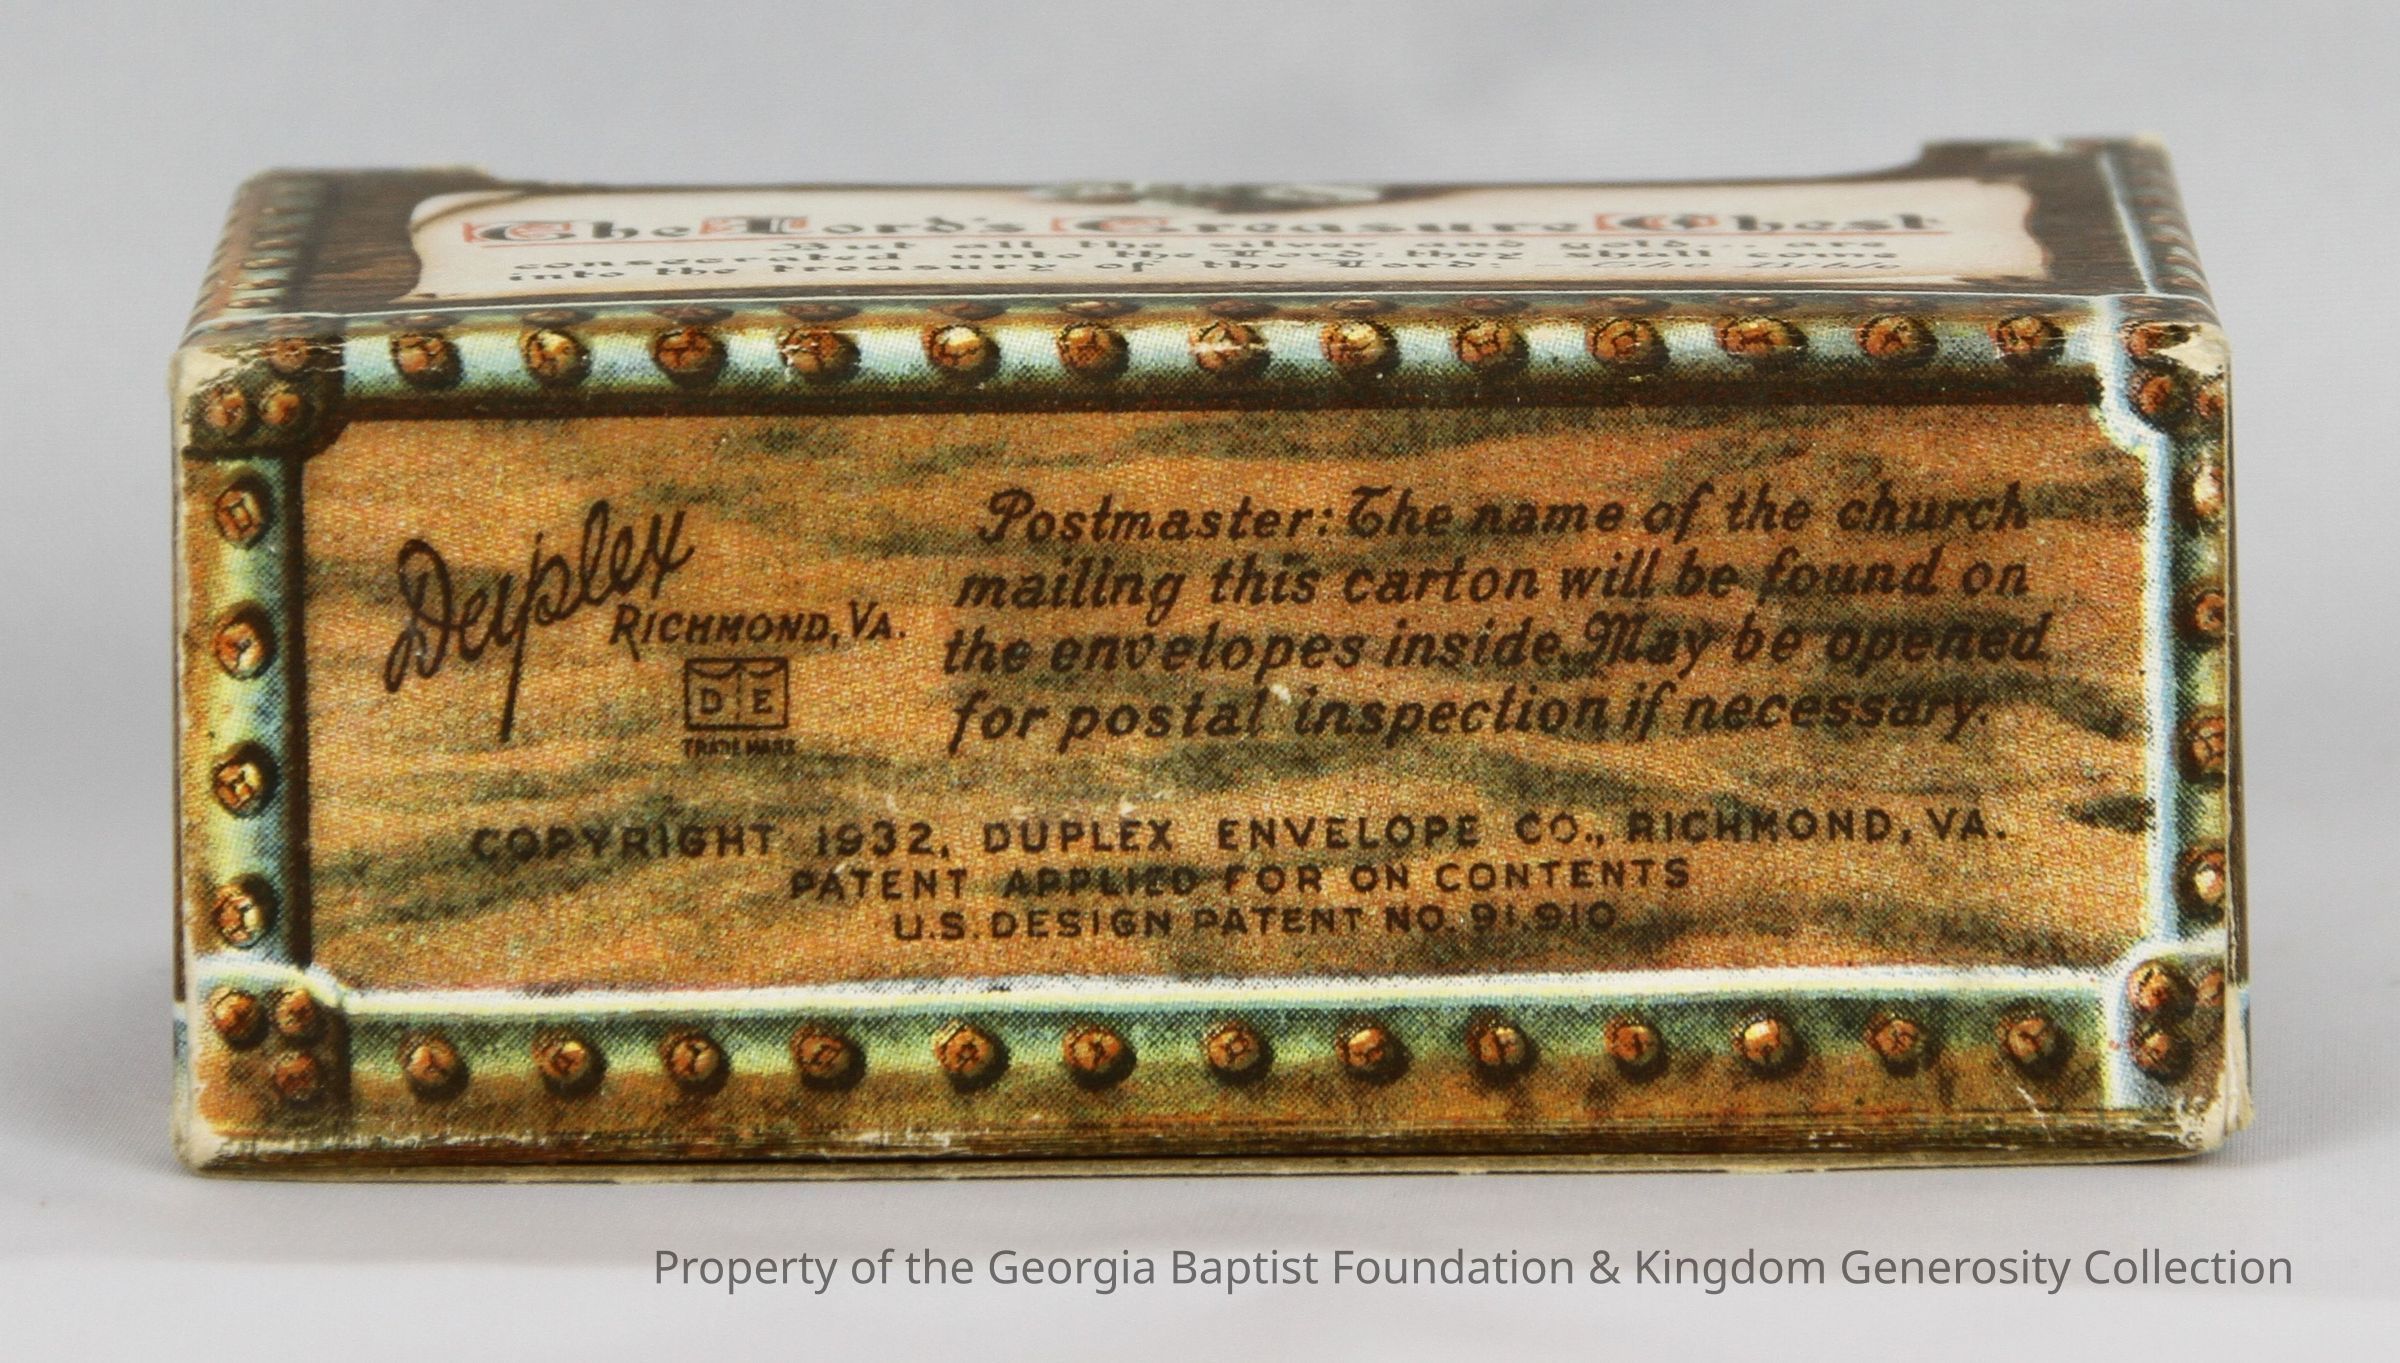 The Lord's Treasure Chest
But all the silver and gold... are
consecrated unto the Lord: they shall come
into the treasury of the Lord. —The Bible
Duplex
RICHMOND, VA.
D E
TRADE MARK
Postmaster: The name of the church
mailing this carton will be found on
the envelopes inside. May be opened
for postal inspection if necessary.
COPYRIGHT 1932, DUPLEX ENVELOPE CO., RICHMOND, VA.
PATENT APPLIED FOR ON CONTENTS
U.S. DESIGN PATENT NO. 91,910
Property of the Georgia Baptist Foundation & Kingdom Generosity Collection